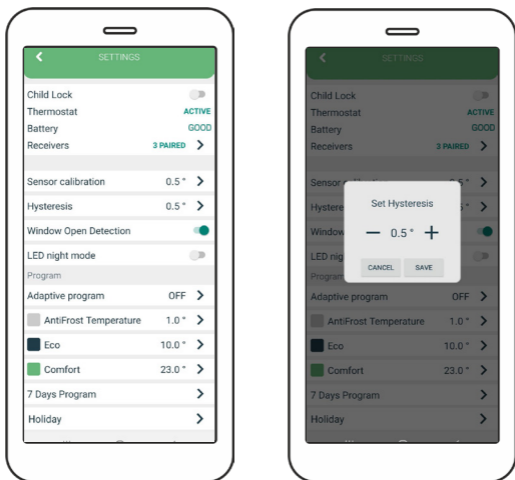 SETTINGS
Child Lock
Thermostat ACTIVE
Battery GOOD
Receivers 3 PAIRED
Sensor calibration 0.5 °
Hysteresis 0.5 °
Window Open Detection
LED night mode
Program
Adaptive program OFF
AntiFrost Temperature 1.0 °
Eco 10.0 °
Comfort 23.0 °
7 Days Program
Holiday
SETTINGS
Child Lock
Thermostat ACTIVE
Battery GOOD
Receivers 3 PAIRED
Set Hysteresis
0.5 °
CANCEL SAVE
Adaptive program OFF
AntiFrost Temperature 1.0 °
Eco 10.0 °
Comfort 23.0 °
7 Days Program
Holiday